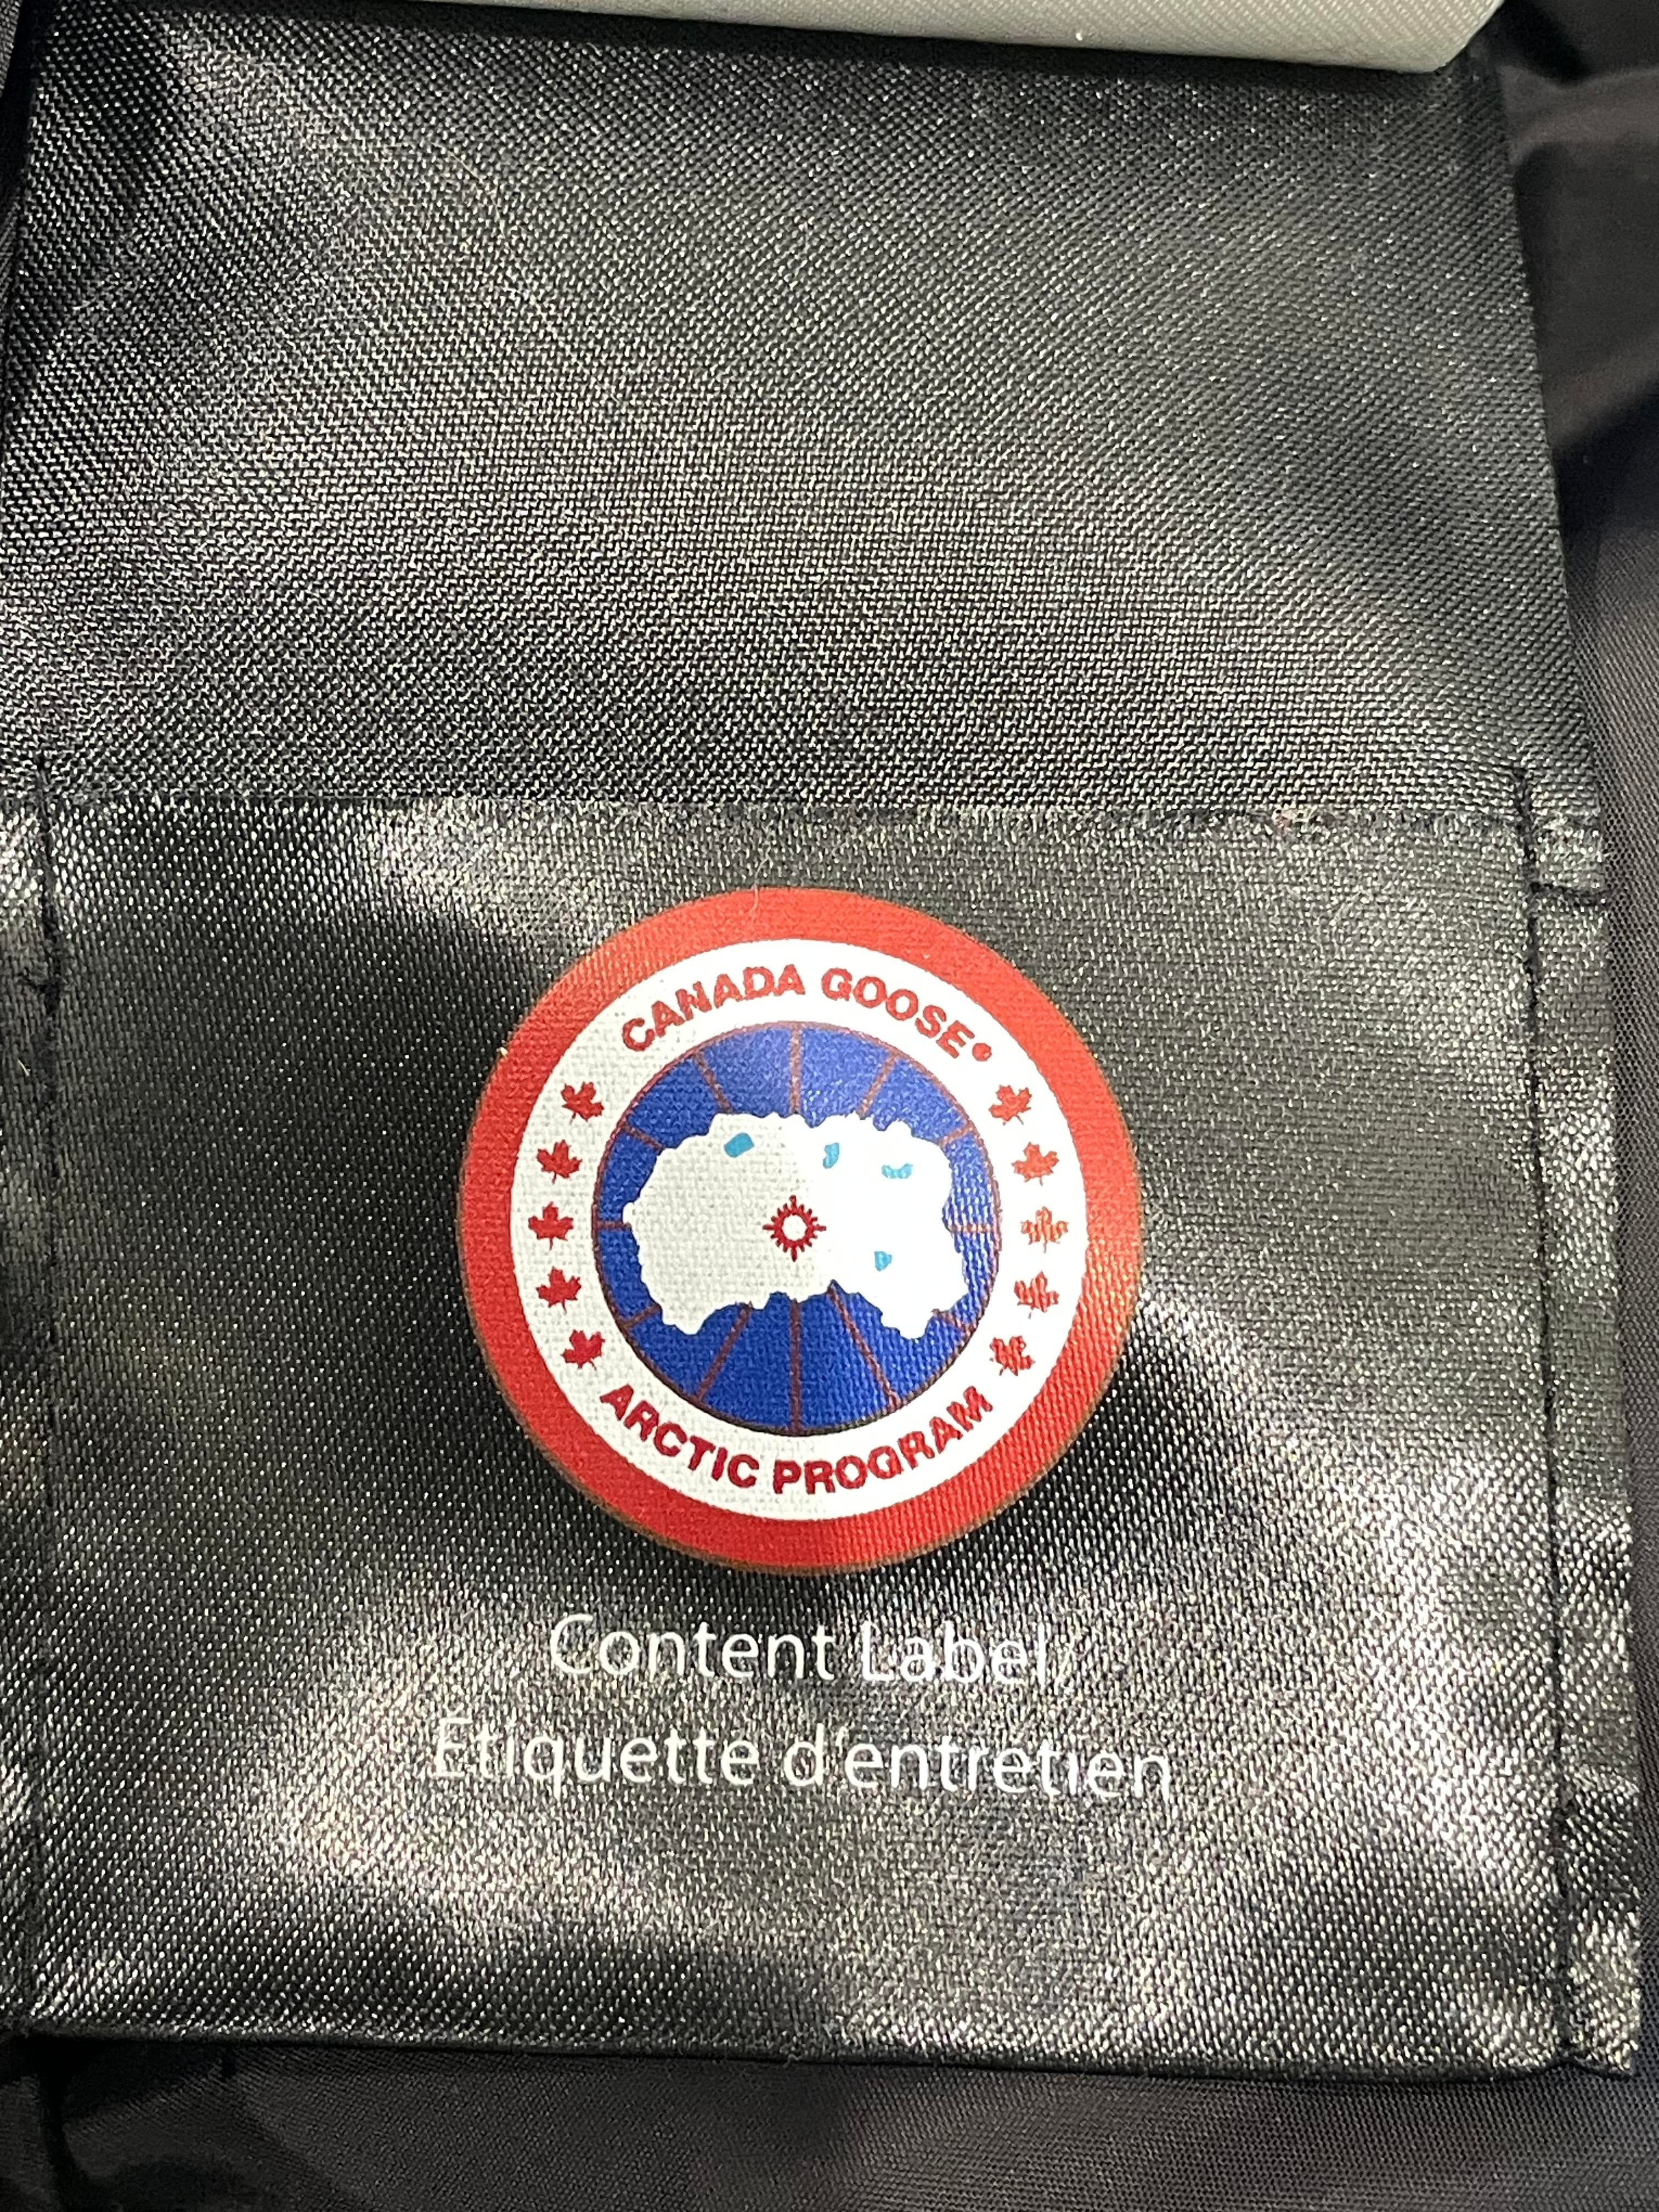 CANADA GOOSE®
ARCTIC PROGRAM
Content Label/
Étiquette d'entretien